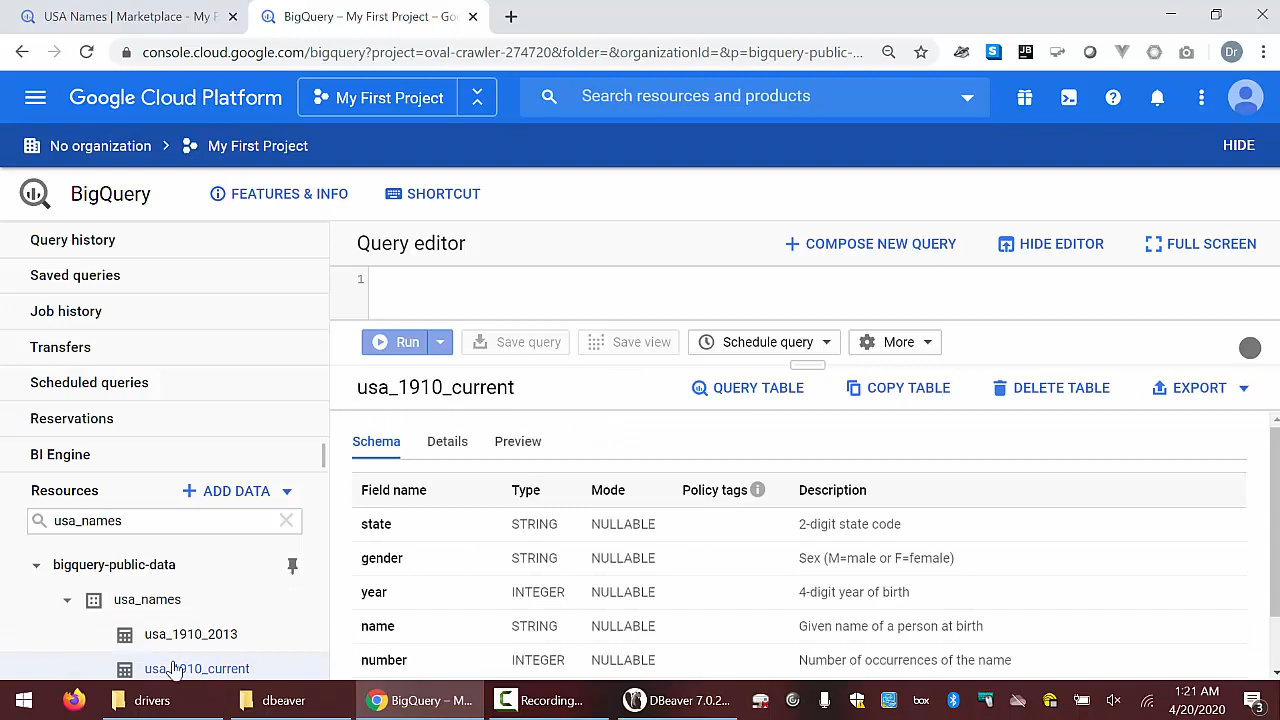 USA Names | Marketplace - My F
BigQuery – My First Project – Go
console.cloud.google.com/bigquery?project=oval-crawler-274720&folder=&organizationId=&p=bigquery-public-...
Dr
Google Cloud Platform
My First Project
Search resources and products
No organization
My First Project
HIDE
BigQuery
FEATURES & INFO
SHORTCUT
Query history
Saved queries
Job history
Transfers
Scheduled queries
Reservations
BI Engine
Resources
ADD DATA
usa_names
bigquery-public-data
usa_names
usa_1910_2013
usa_1910_current
Query editor
COMPOSE NEW QUERY
HIDE EDITOR
FULL SCREEN
1
Run
Save query
Save view
Schedule query
More
usa_1910_current
QUERY TABLE
COPY TABLE
DELETE TABLE
EXPORT
Schema Details Preview
Field name Type Mode Policy tags Description
state STRING NULLABLE 2-digit state code
gender STRING NULLABLE Sex (M=male or F=female)
year INTEGER NULLABLE 4-digit year of birth
name STRING NULLABLE Given name of a person at birth
number INTEGER NULLABLE Number of occurrences of the name
drivers
dbeaver
BigQuery – M...
Recording...
DBeaver 7.0.2...
box
1:21 AM
4/20/2020
3